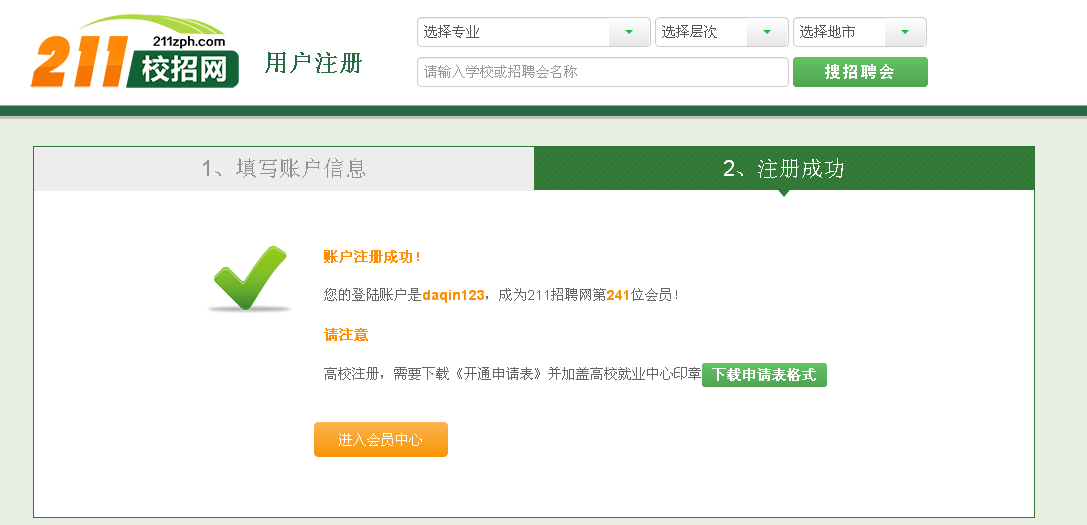 211zph.com
211校招网
用户注册
选择专业 选择层次 选择地市
请输入学校或招聘会名称 搜招聘会
1、填写账户信息 2、注册成功
账户注册成功!
您的登陆账户是daqin123，成为211招聘网第241位会员!
请注意
高校注册，需要下载《开通申请表》并加盖高校就业中心印章 下载申请表格式
进入会员中心